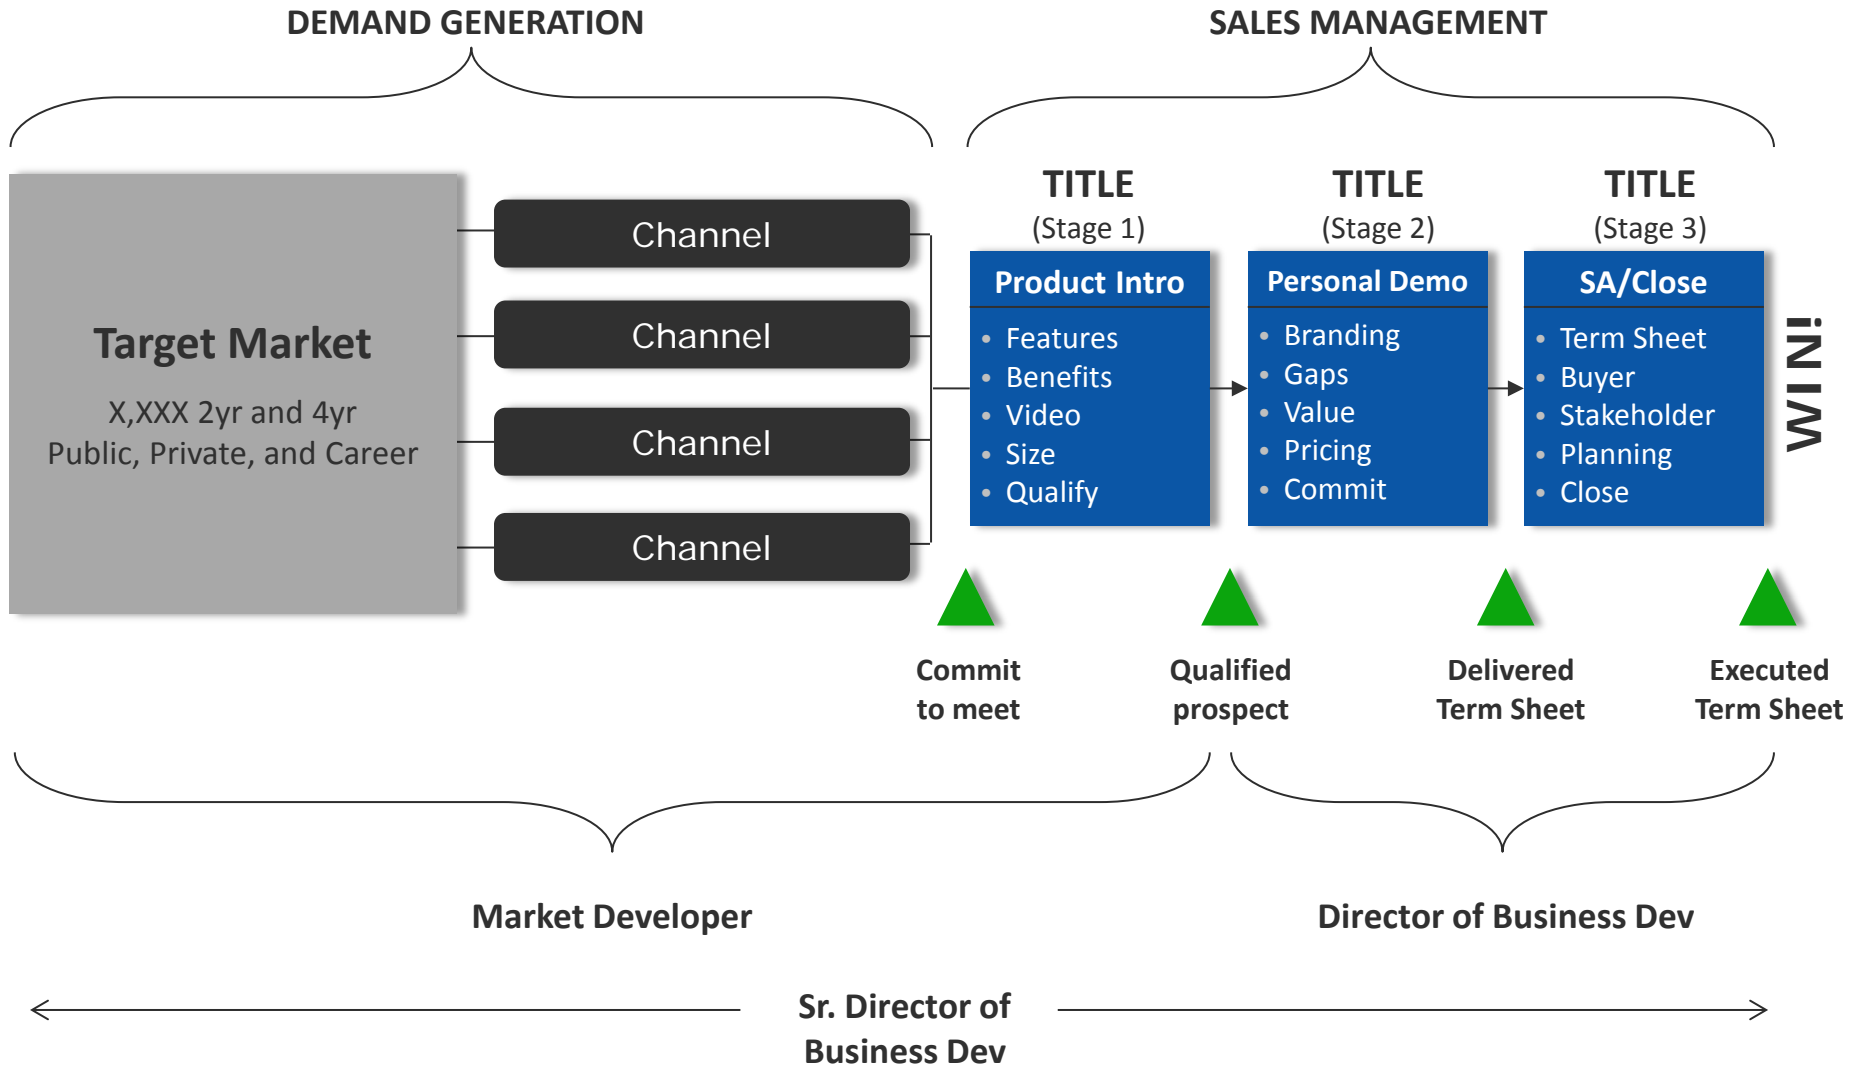 DEMAND GENERATION
SALES MANAGEMENT
TITLE
(Stage 1)
TITLE
(Stage 2)
TITLE
(Stage 3)
Target Market
X,XXX 2yr and 4yr
Public, Private, and Career
Channel
Channel
Channel
Channel
Product Intro
• Features
• Benefits
• Video
• Size
• Qualify
Personal Demo
• Branding
• Gaps
• Value
• Pricing
• Commit
SA/Close
• Term Sheet
• Buyer
• Stakeholder
• Planning
• Close
WIN!
Commit
to meet
Qualified
prospect
Delivered
Term Sheet
Executed
Term Sheet
Market Developer
Director of Business Dev
Sr. Director of
Business Dev